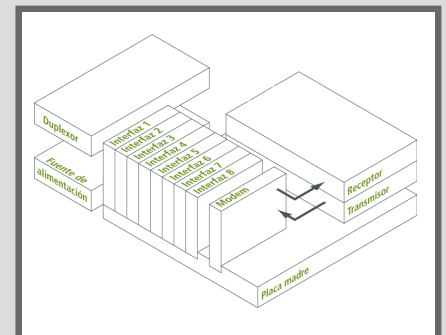 Duplexor
Fuente de
alimentación
Interfaz 1
Interfaz 2
Interfaz 3
Interfaz 4
Interfaz 5
Interfaz 6
Interfaz 7
Interfaz 8
Modem
Receptor
Transmisor
Placa madre